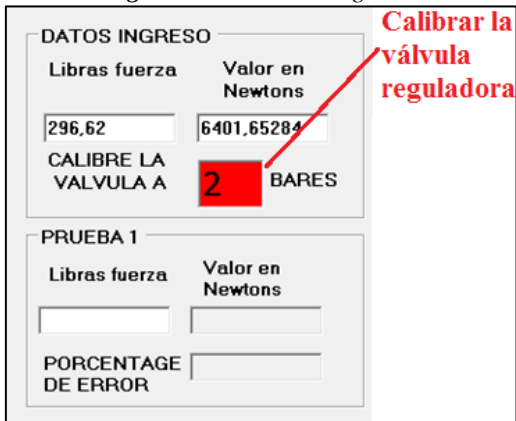 DATOS INGRESO
Libras fuerza
Valor en
Newtons
296,62
6401,65284
CALIBRE LA
VALVULA A
2
BARES
Calibrar la
válvula
reguladora
PRUEBA 1
Libras fuerza
Valor en
Newtons
PORCENTAGE
DE ERROR